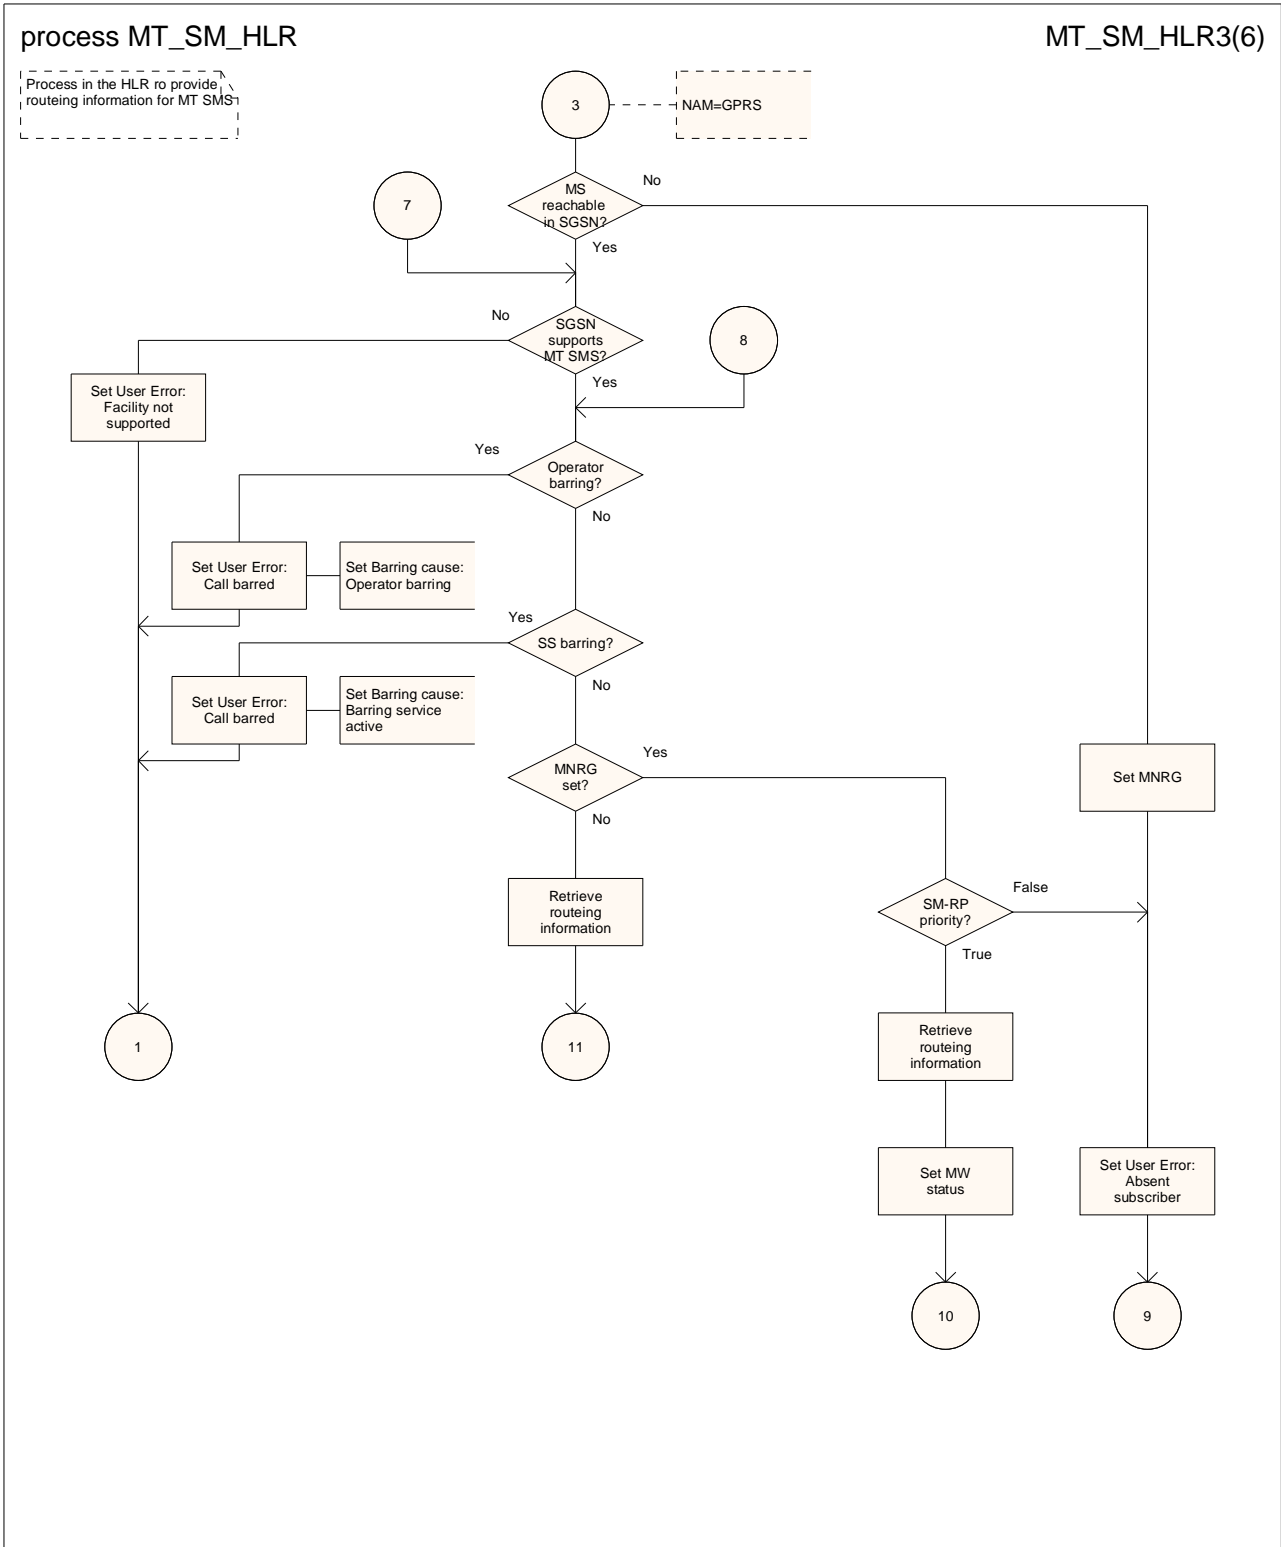 process MT_SM_HLR
MT_SM_HLR3(6)
Process in the HLR ro provide
routeing information for MT SMS
3
NAM=GPRS
MS
reachable
in SGSN?
No
Yes
7
No
SGSN
supports
MT SMS?
Yes
8
Set User Error:
Facility not
supported
Yes
Operator
barring?
No
Set User Error:
Call barred
Set Barring cause:
Operator barring
Yes
SS barring?
No
Set User Error:
Call barred
Set Barring cause:
Barring service
active
MNRG
set?
Yes
No
Set MNRG
Retrieve
routeing
information
SM-RP
priority?
False
True
1
11
Retrieve
routeing
information
Set MW
status
Set User Error:
Absent
subscriber
10
9